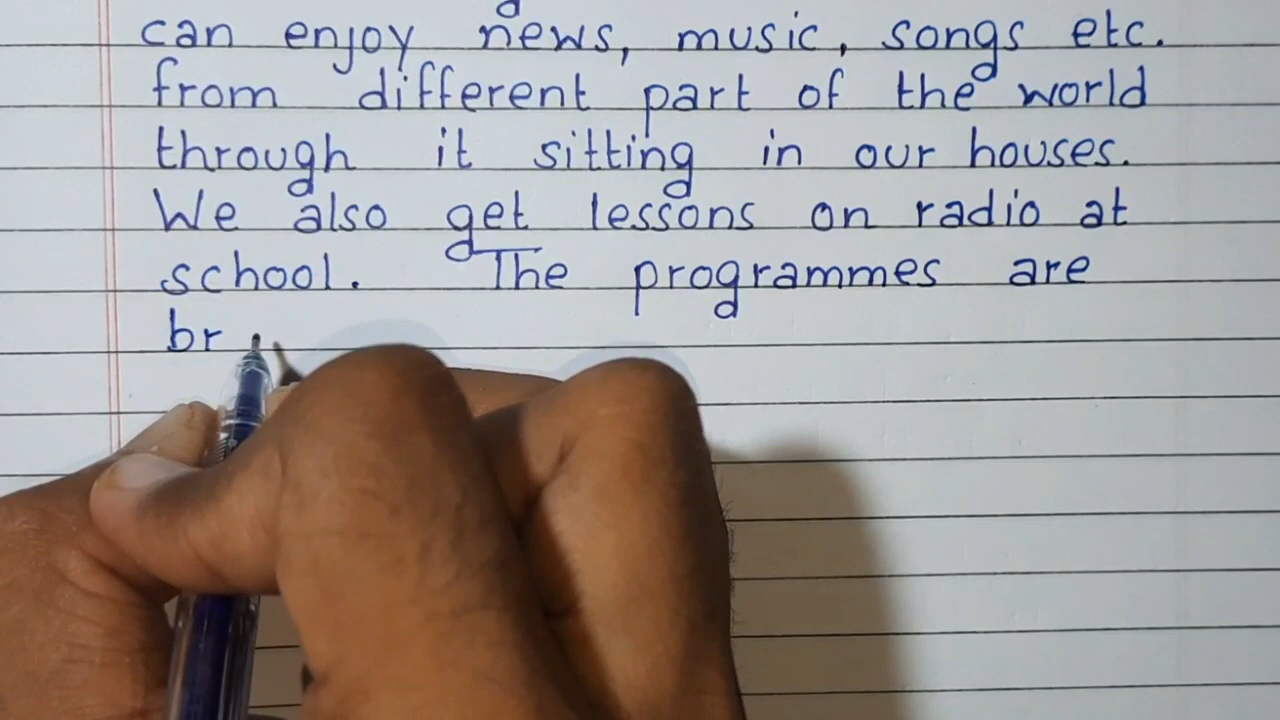 can enjoy news, music, songs etc.
from different part of the world
through it sitting in our houses.
We also get lessons on radio at
school. The programmes are
br